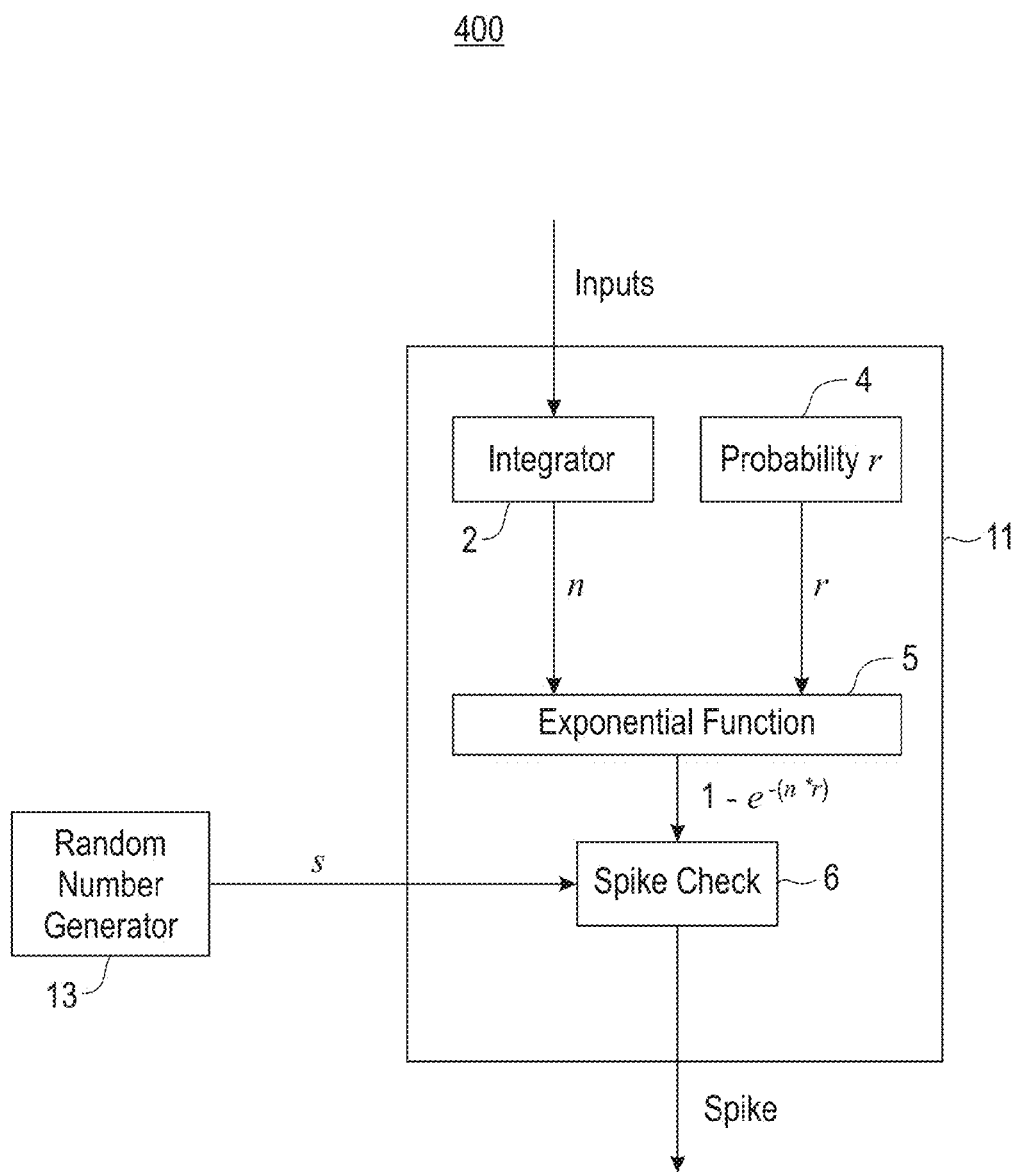 400
Inputs
4
Integrator
Probability r
2
11
n
r
5
Exponential Function
1 - e^-(n *r)
Random
Number
Generator
s
Spike Check
6
13
Spike